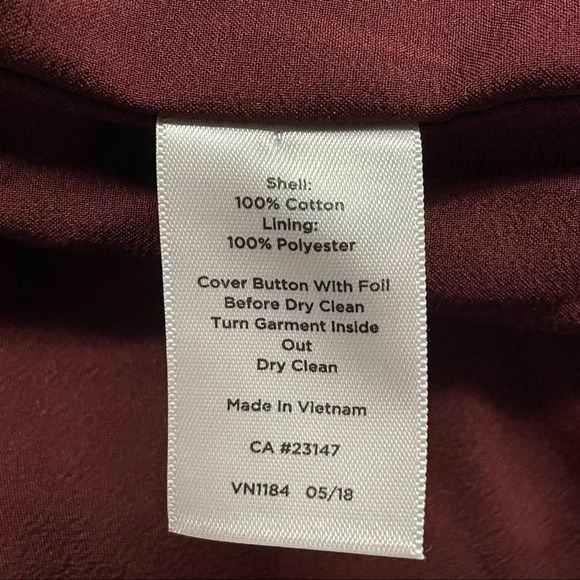 Shell:
100% Cotton
Lining:
100% Polyester
Cover Button With Foil
Before Dry Clean
Turn Garment Inside
Out
Dry Clean
Made In Vietnam
CA #23147
VN1184 05/18